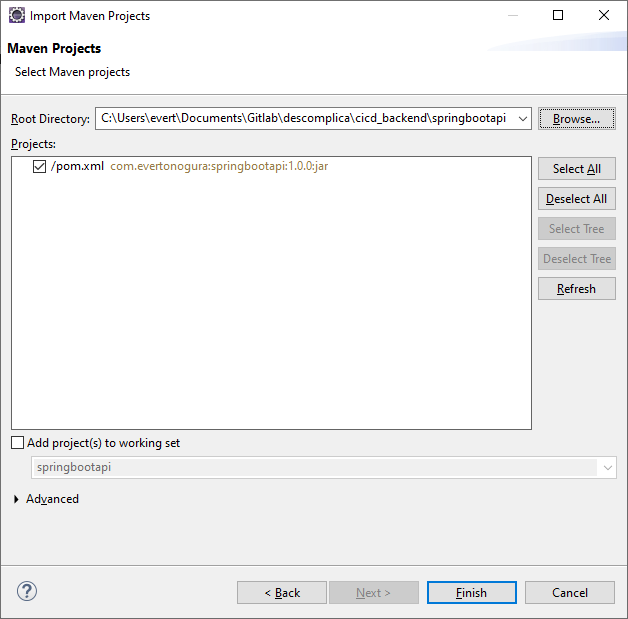 Import Maven Projects
Maven Projects
Select Maven projects
Root Directory: C:\Users\evert\Documents\Gitlab\descomplica\cicd_backend\springbootapi Browse...
Projects:
/pom.xml com.evertonogura:springbootapi:1.0.0:jar
Select All
Deselect All
Select Tree
Deselect Tree
Refresh
Add project(s) to working set
springbootapi
Advanced
?
< Back Next > Finish Cancel